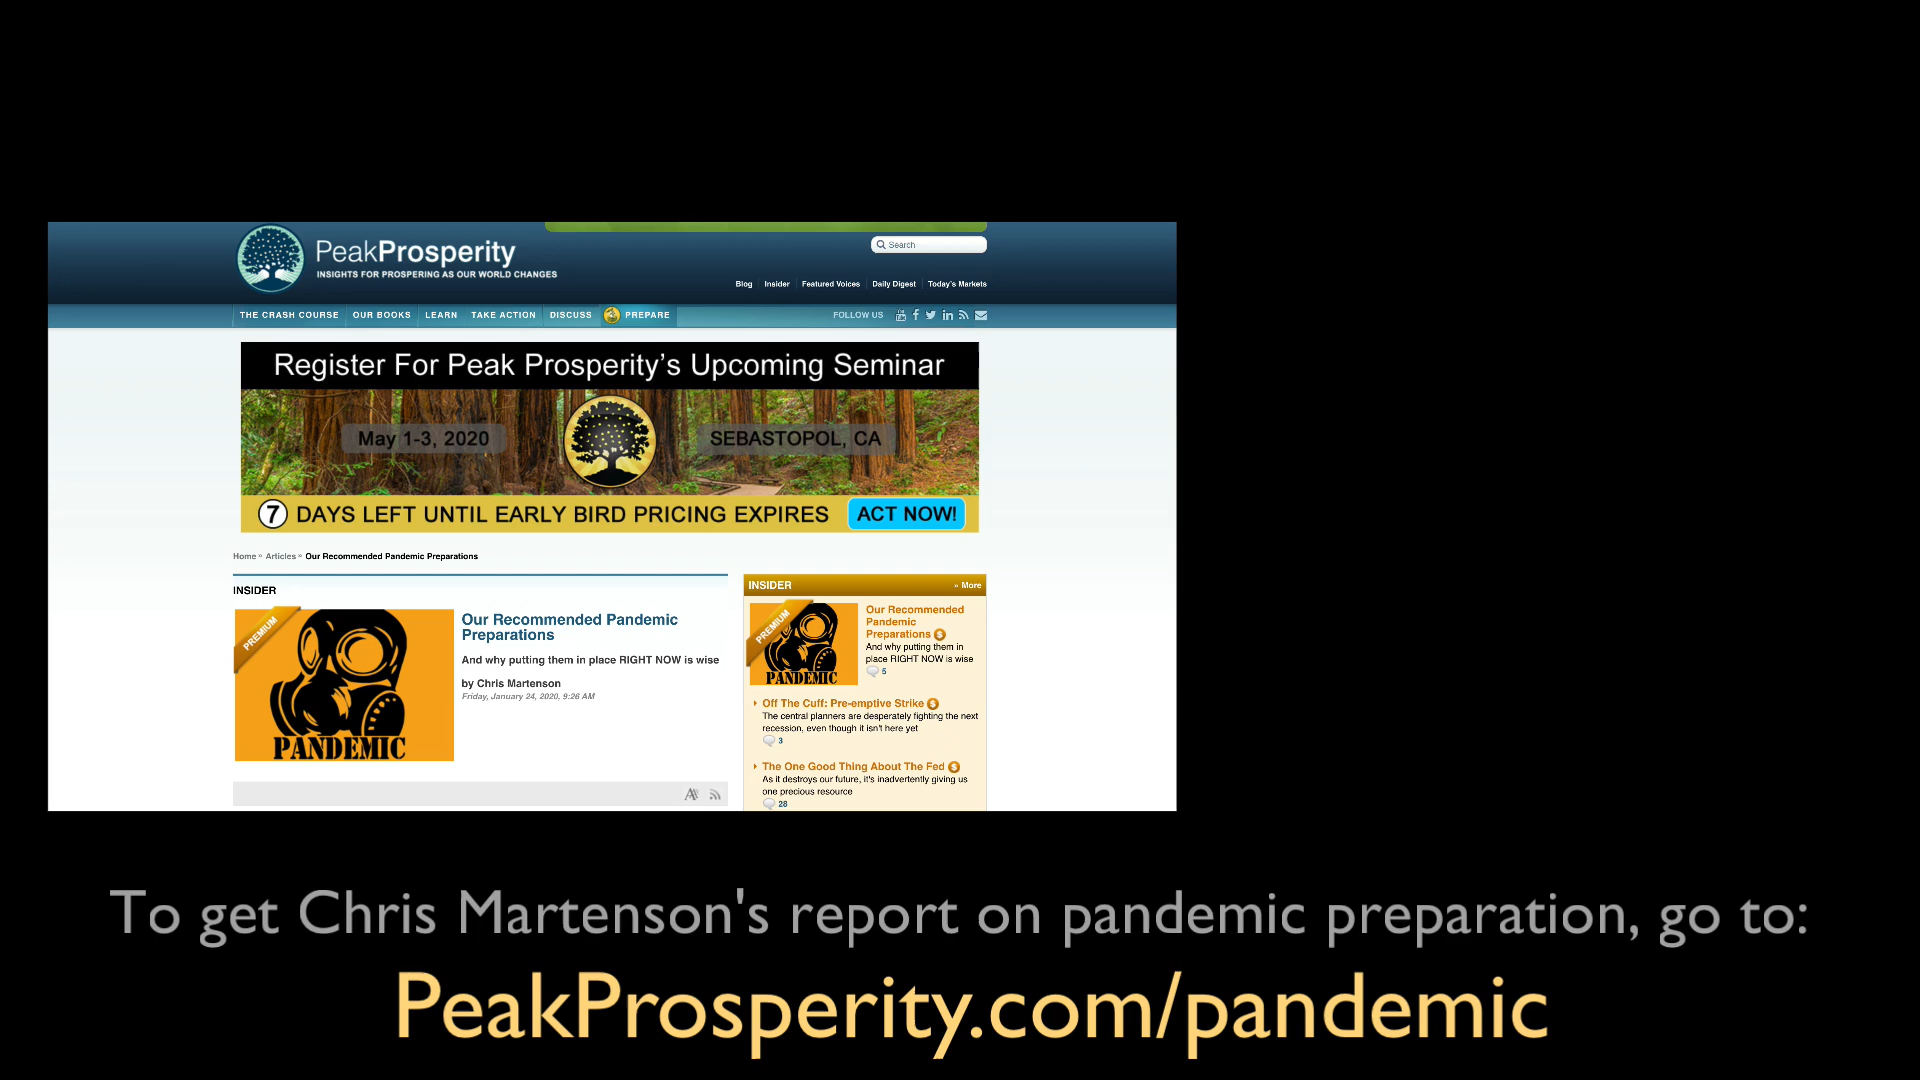 PeakProsperity
INSIGHTS FOR PROSPERING AS OUR WORLD CHANGES
Search
Blog Insider Featured Voices Daily Digest Today's Markets
THE CRASH COURSE OUR BOOKS LEARN TAKE ACTION DISCUSS PREPARE FOLLOW US
Register For Peak Prosperity's Upcoming Seminar
May 1-3, 2020 SEBASTOPOL, CA
7 DAYS LEFT UNTIL EARLY BIRD PRICING EXPIRES ACT NOW!
Home » Articles » Our Recommended Pandemic Preparations
INSIDER
PREMIUM
PANDEMIC
Our Recommended Pandemic
Preparations
And why putting them in place RIGHT NOW is wise
by Chris Martenson
Friday, January 24, 2020, 9:26 AM
INSIDER » More
PREMIUM
PANDEMIC
Our Recommended
Pandemic
Preparations $
And why putting them in
place RIGHT NOW is wise
5
Off The Cuff: Pre-emptive Strike $
The central planners are desperately fighting the next
recession, even though it isn't here yet
3
The One Good Thing About The Fed $
As it destroys our future, it's inadvertently giving us
one precious resource
28
To get Chris Martenson's report on pandemic preparation, go to:
PeakProsperity.com/pandemic